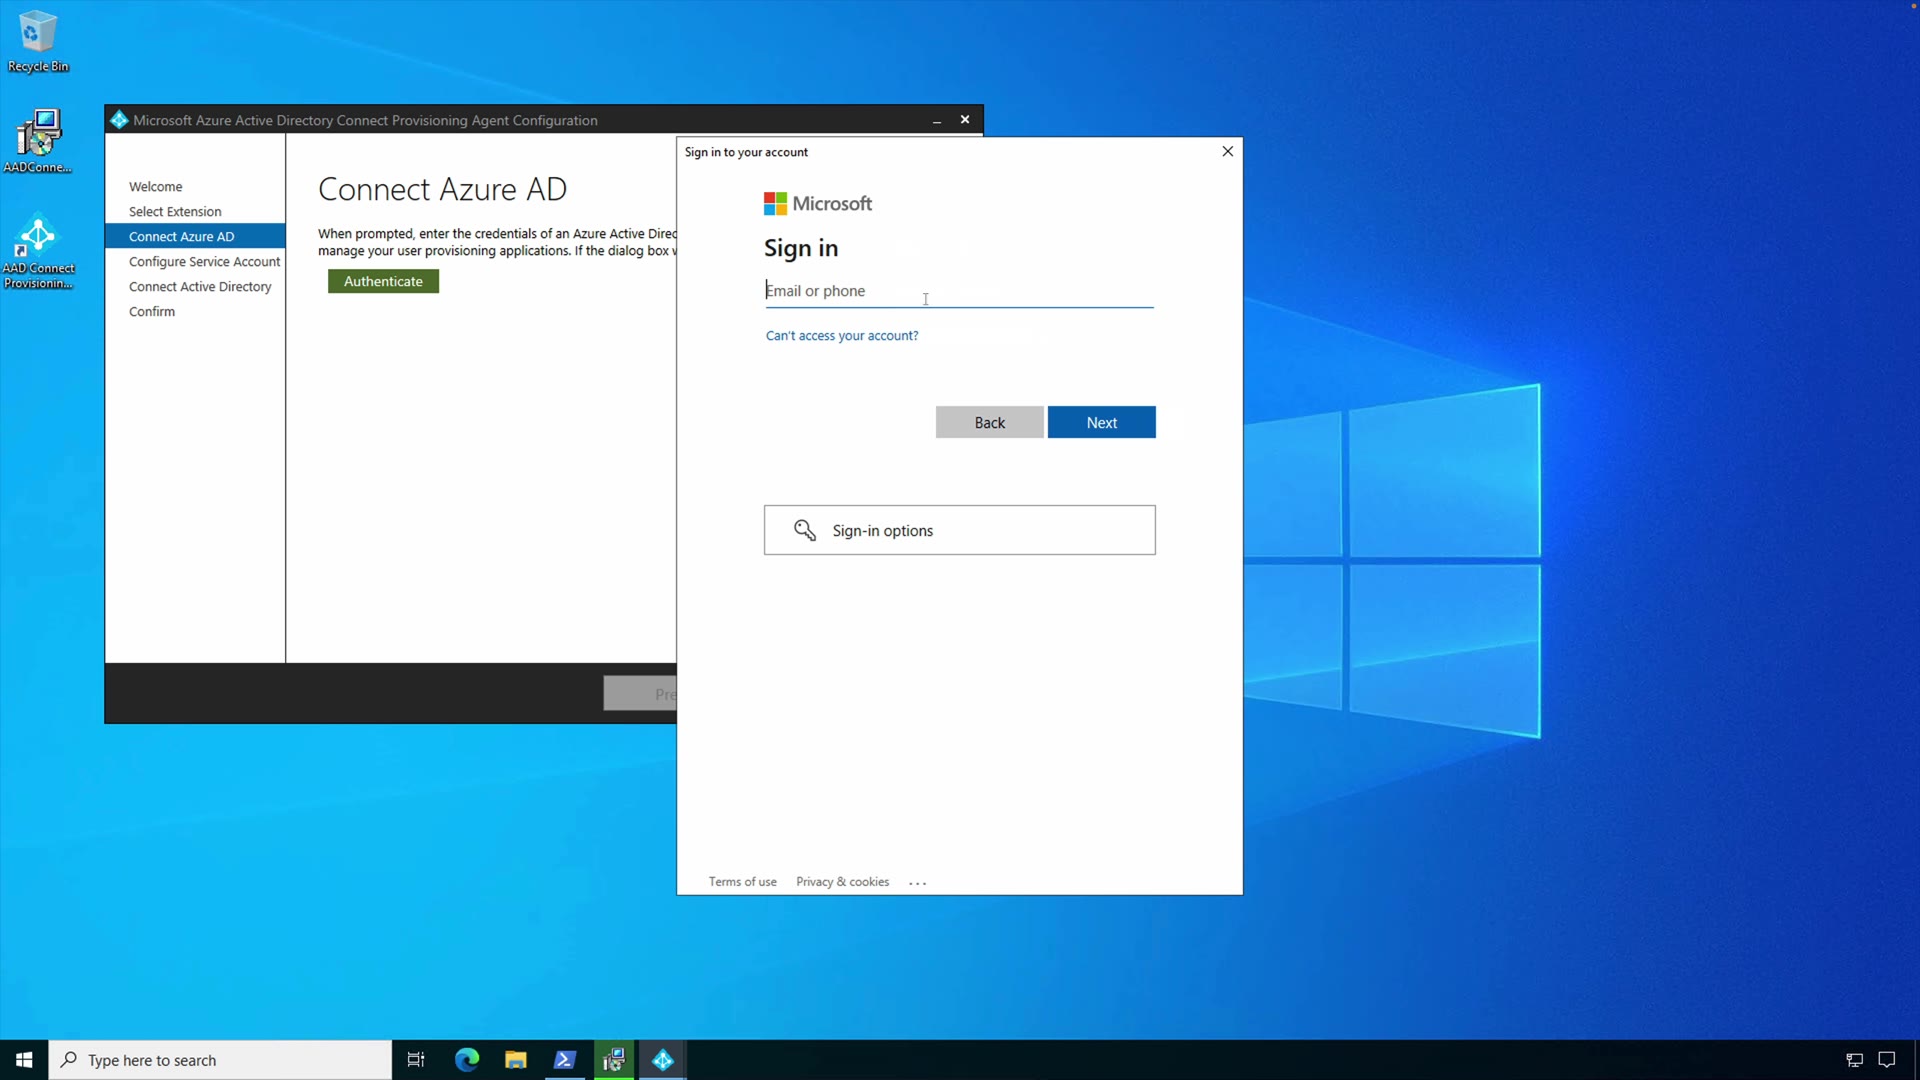 Recycle Bin
AADConne...
AAD Connect
Provisionin...
Microsoft Azure Active Directory Connect Provisioning Agent Configuration
Welcome
Select Extension
Connect Azure AD
Configure Service Account
Connect Active Directory
Confirm
Connect Azure AD
When prompted, enter the credentials of an Azure Active Direc
manage your user provisioning applications. If the dialog box
Authenticate
Pre
Sign in to your account
Microsoft
Sign in
Email or phone
Can't access your account?
Back
Next
Sign-in options
Terms of use
Privacy & cookies
...
Type here to search